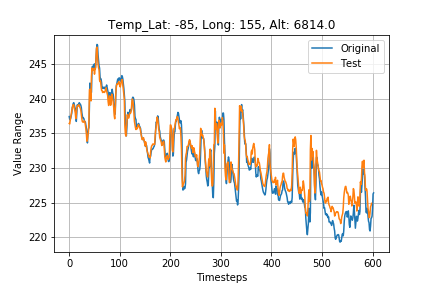 Temp_Lat: -85, Long: 155, Alt: 6814.0
Original
Test
Value Range
245
240
235
230
225
220
0 100 200 300 400 500 600
Timesteps